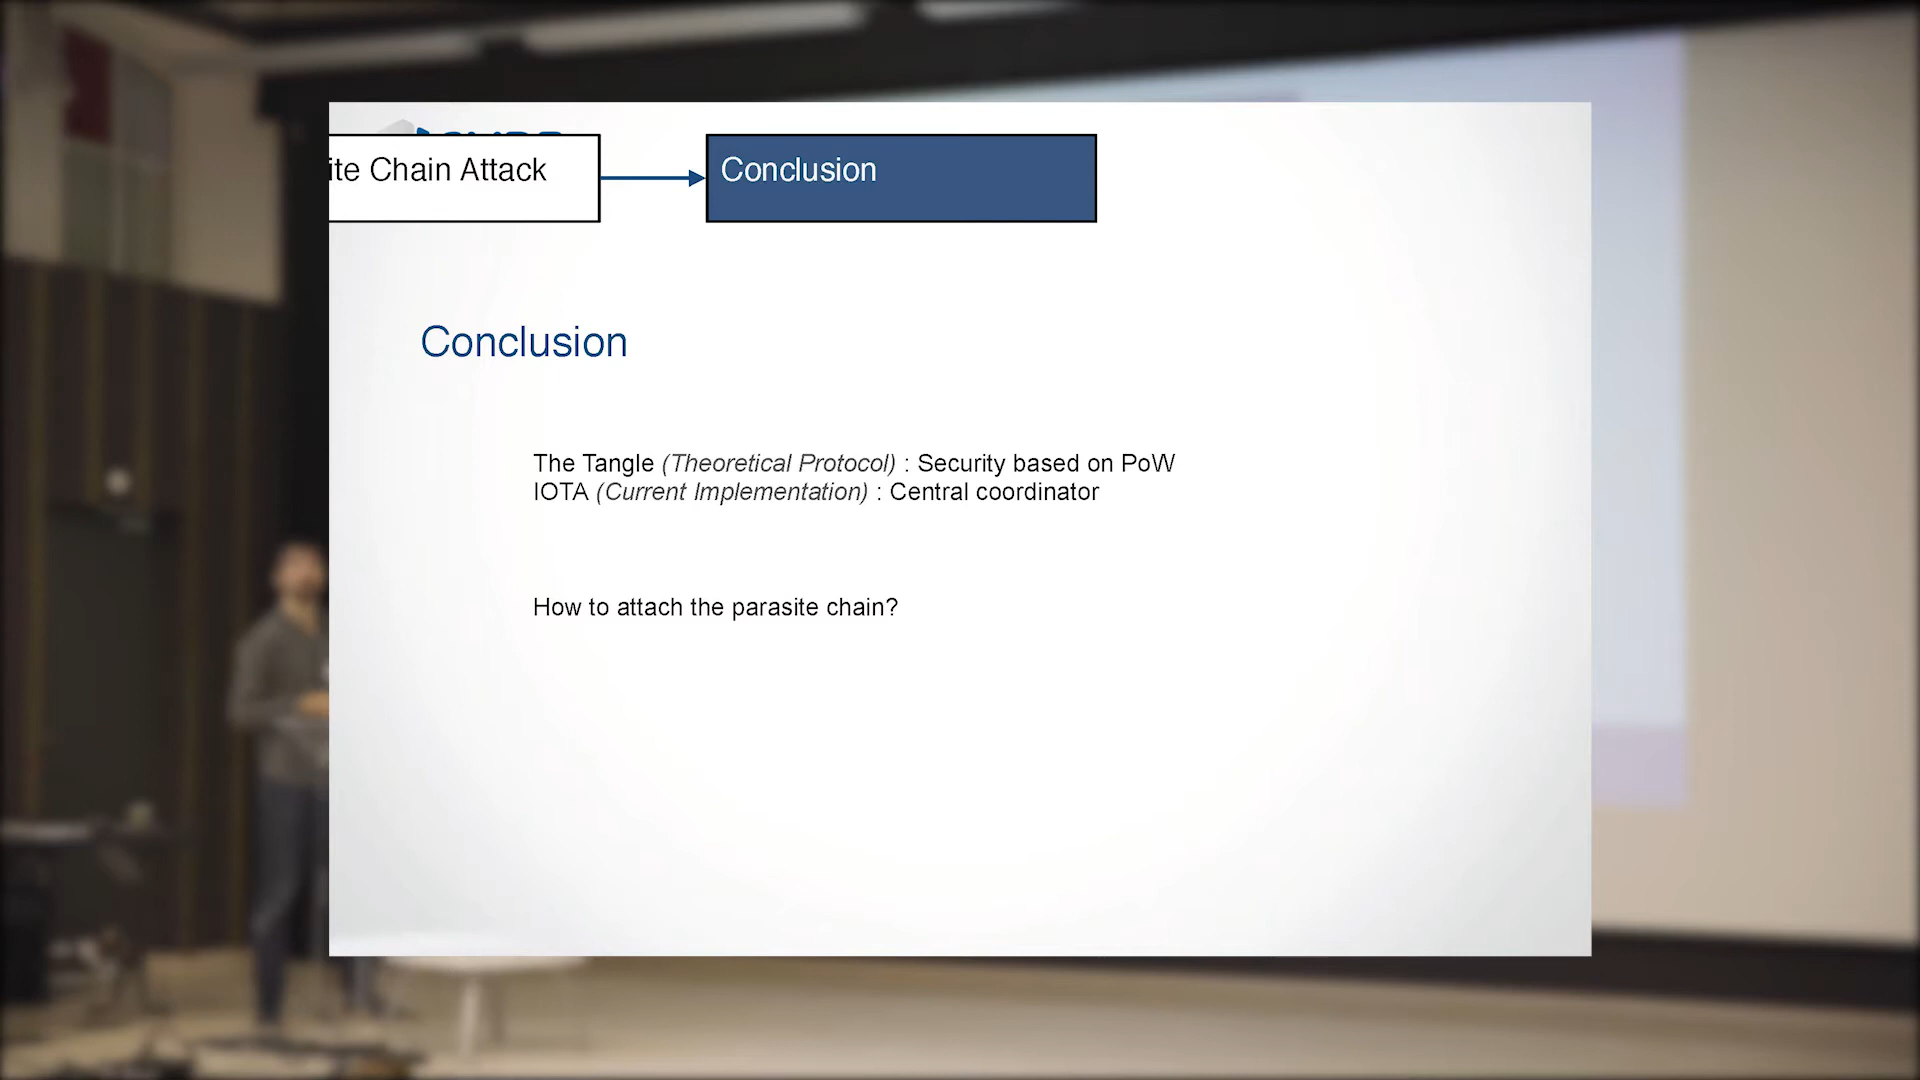 ite Chain Attack
Conclusion
Conclusion
The Tangle (Theoretical Protocol) : Security based on PoW
IOTA (Current Implementation) : Central coordinator
How to attach the parasite chain?